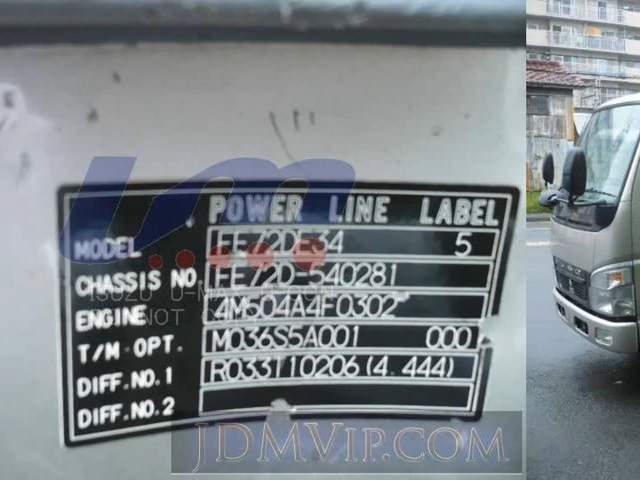 POWER LINE LABEL
MODEL FE72DE34 5
CHASSIS NO FE72D-540281
ENGINE 4M504A4F0302
T/M OPT. M036S5A001 000
DIFF.NO.1 R033T10206(4.444)
DIFF.NO.2
JDMVIP.COM